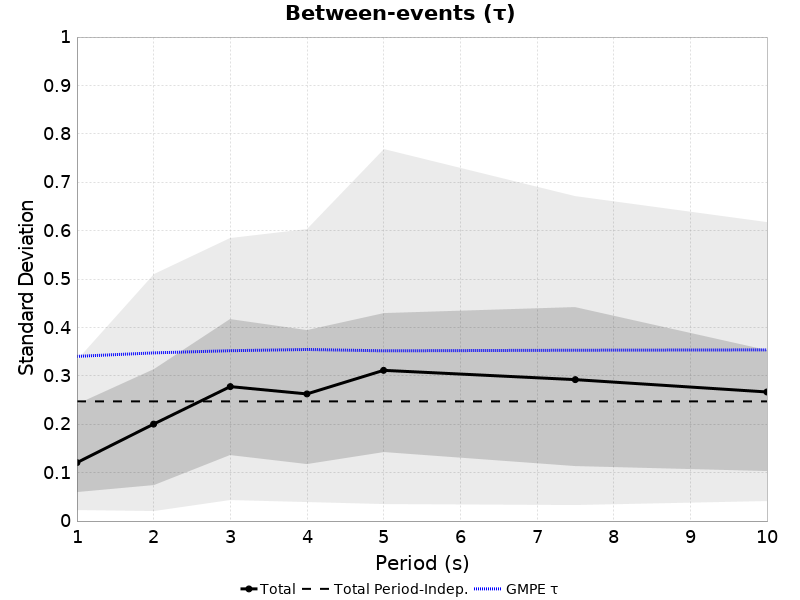 Between-events (τ)
1
0.9
0.8
0.7
0.6
0.5
0.4
0.3
0.2
0.1
0
Standard Deviation
1 2 3 4 5 6 7 8 9 10
Period (s)
Total Total Period-Indep. GMPE τ